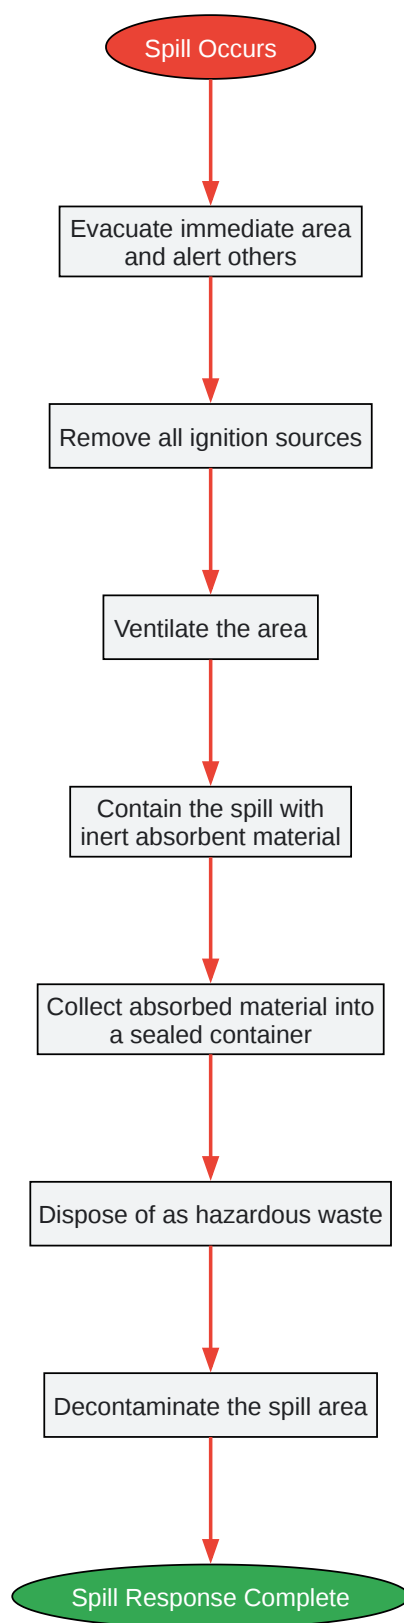 Spill Occurs
Evacuate immediate area
and alert others
Remove all ignition sources
Ventilate the area
Contain the spill with
inert absorbent material
Collect absorbed material into
a sealed container
Dispose of as hazardous waste
Decontaminate the spill area
Spill Response Complete